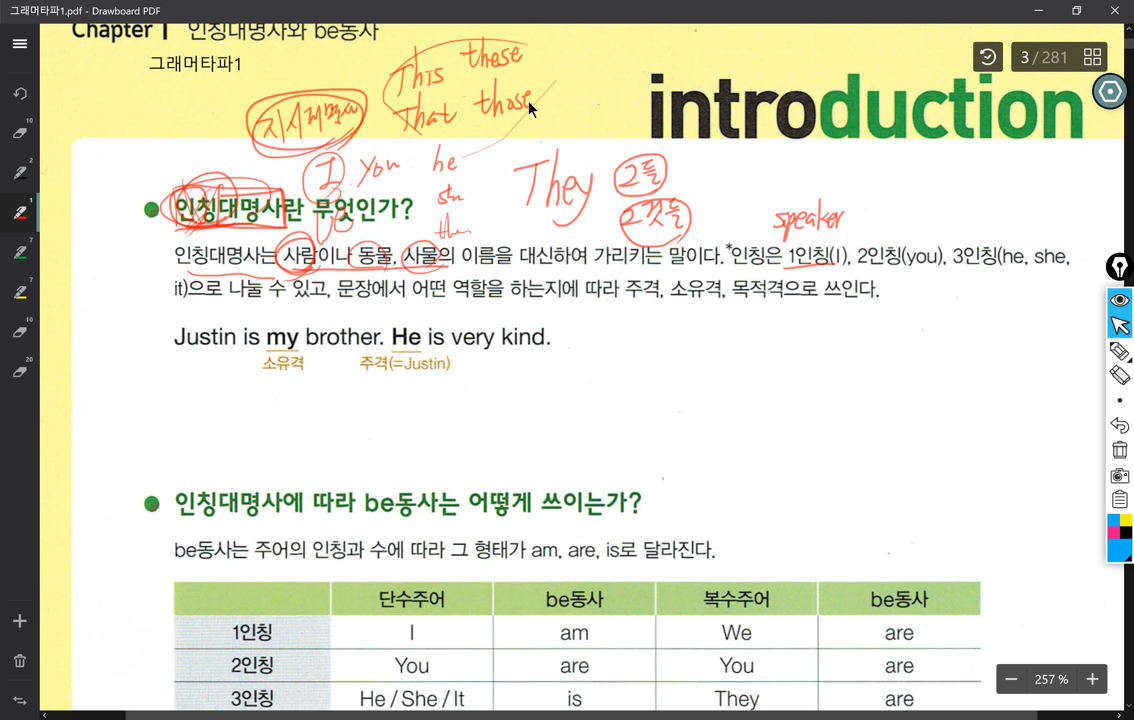 그래머타파1.pdf - Drawboard PDF
Chapter 1 인칭대명사와 be동사
그래머타파1
3 / 281
introduction
This these
That those
지시대명사
I you he
we
They 그들
그것들
speaker
인칭대명사란 무엇인가?
인칭대명사는 사람이나 동물, 사물의 이름을 대신하여 가리키는 말이다.*인칭은 1인칭(I), 2인칭(you), 3인칭(he, she,
it)으로 나눌 수 있고, 문장에서 어떤 역할을 하는지에 따라 주격, 소유격, 목적격으로 쓰인다.
Justin is my brother. He is very kind.
소유격 주격(=Justin)
인칭대명사에 따라 be동사는 어떻게 쓰이는가?
be동사는 주어의 인칭과 수에 따라 그 형태가 am, are, is로 달라진다.
단수주어 be동사 복수주어 be동사
1인칭 I am We are
2인칭 You are You are
3인칭 He / She / It is They are
257 %
10
2
1
7
7
10
20